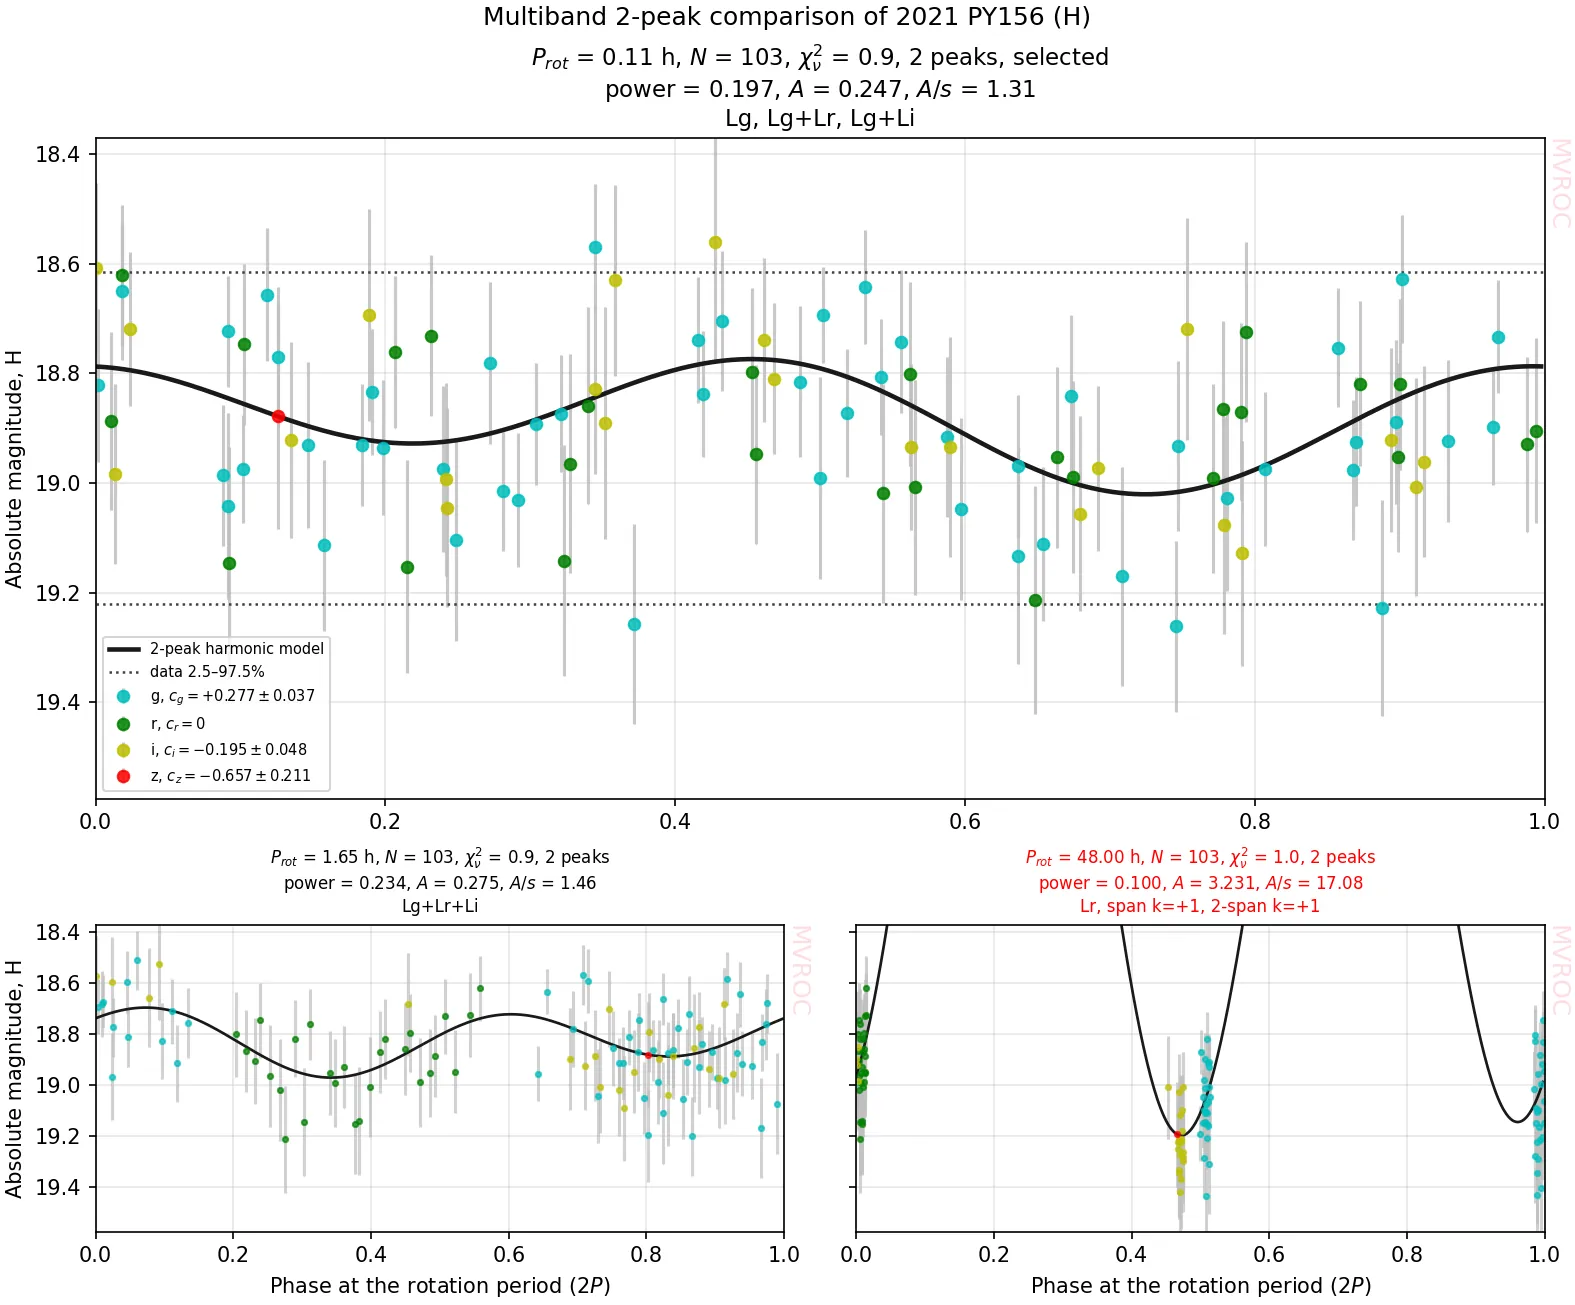 Multiband 2-peak comparison of 2021 PY156 (H)
P_rot = 0.11 h, N = 103, χ²_ν = 0.9, 2 peaks, selected
power = 0.197, A = 0.247, A/s = 1.31
Lg, Lg+Lr, Lg+Li
MVROC
Absolute magnitude, H
18.4
18.6
18.8
19.0
19.2
19.4
2-peak harmonic model
data 2.5–97.5%
g, c_g = +0.277 ± 0.037
r, c_r = 0
i, c_i = −0.195 ± 0.048
z, c_z = −0.657 ± 0.211
0.0 0.2 0.4 0.6 0.8 1.0
P_rot = 1.65 h, N = 103, χ²_ν = 0.9, 2 peaks
power = 0.234, A = 0.275, A/s = 1.46
Lg+Lr+Li
MVROC
Absolute magnitude, H
18.4
18.6
18.8
19.0
19.2
19.4
0.0 0.2 0.4 0.6 0.8 1.0
Phase at the rotation period (2P)
P_rot = 48.00 h, N = 103, χ²_ν = 1.0, 2 peaks
power = 0.100, A = 3.231, A/s = 17.08
Lr, span k=+1, 2-span k=+1
MVROC
0.0 0.2 0.4 0.6 0.8 1.0
Phase at the rotation period (2P)